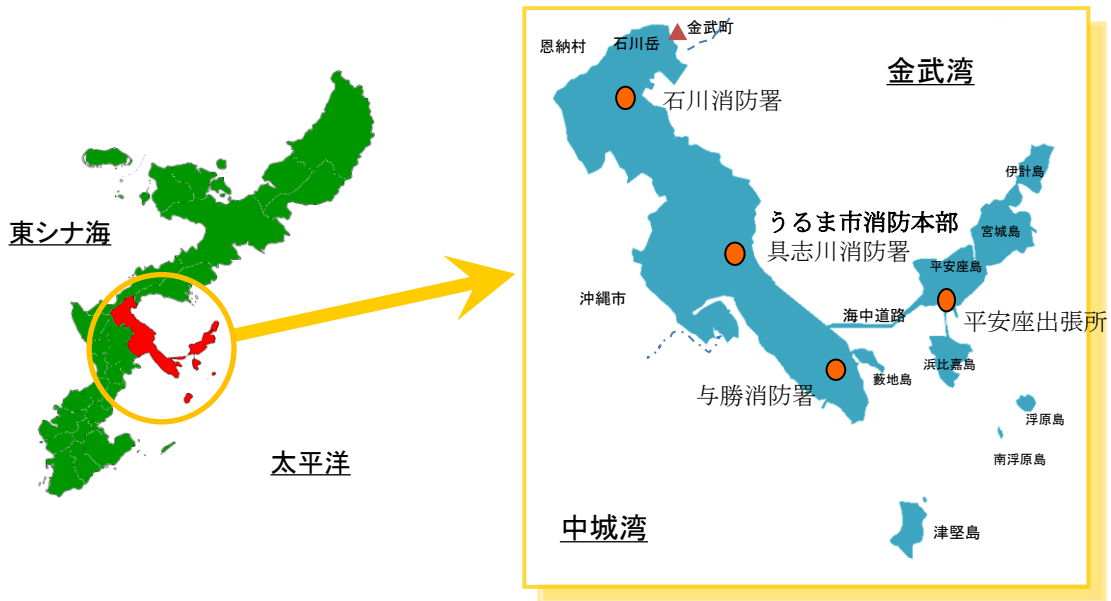 東シナ海
太平洋
恩納村
石川岳
金武町
金武湾
石川消防署
伊計島
うるま市消防本部
具志川消防署
宮城島
平安座島
沖縄市
海中道路
平安座出張所
浜比嘉島
藪地島
与勝消防署
浮原島
南浮原島
中城湾
津堅島